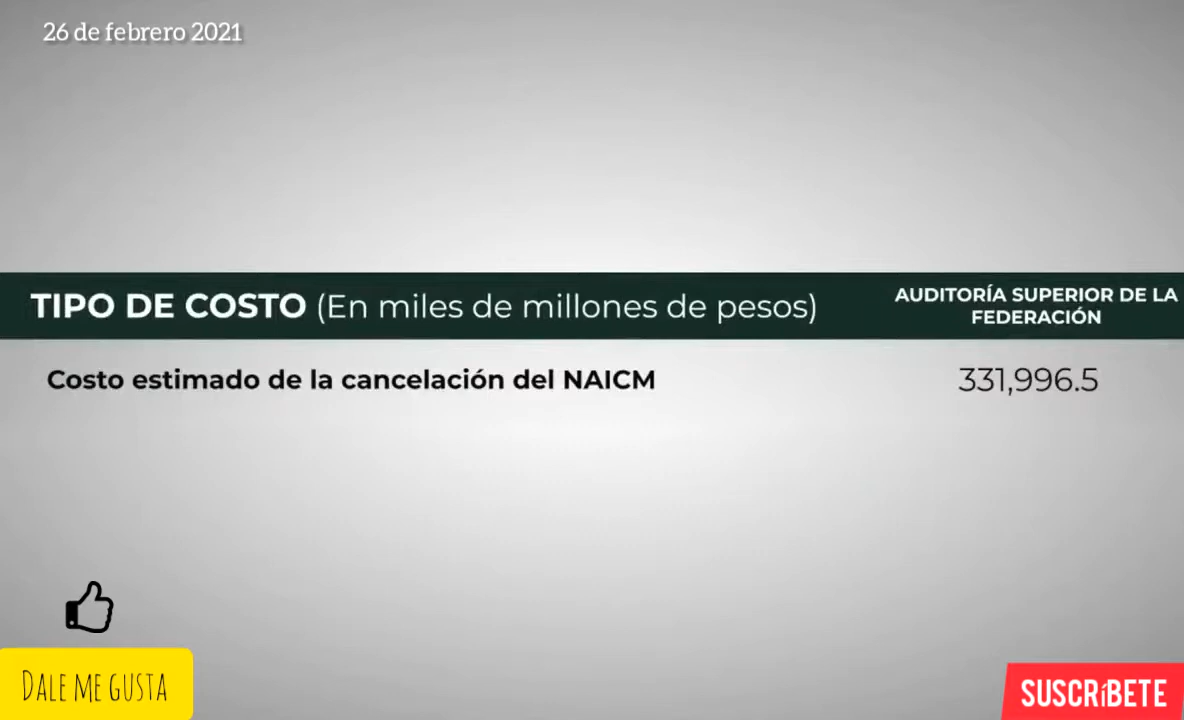 26 de febrero 2021
TIPO DE COSTO (En miles de millones de pesos)
AUDITORÍA SUPERIOR DE LA
FEDERACIÓN
Costo estimado de la cancelación del NAICM
331,996.5
DALE ME GUSTA
SUSCRíBETE